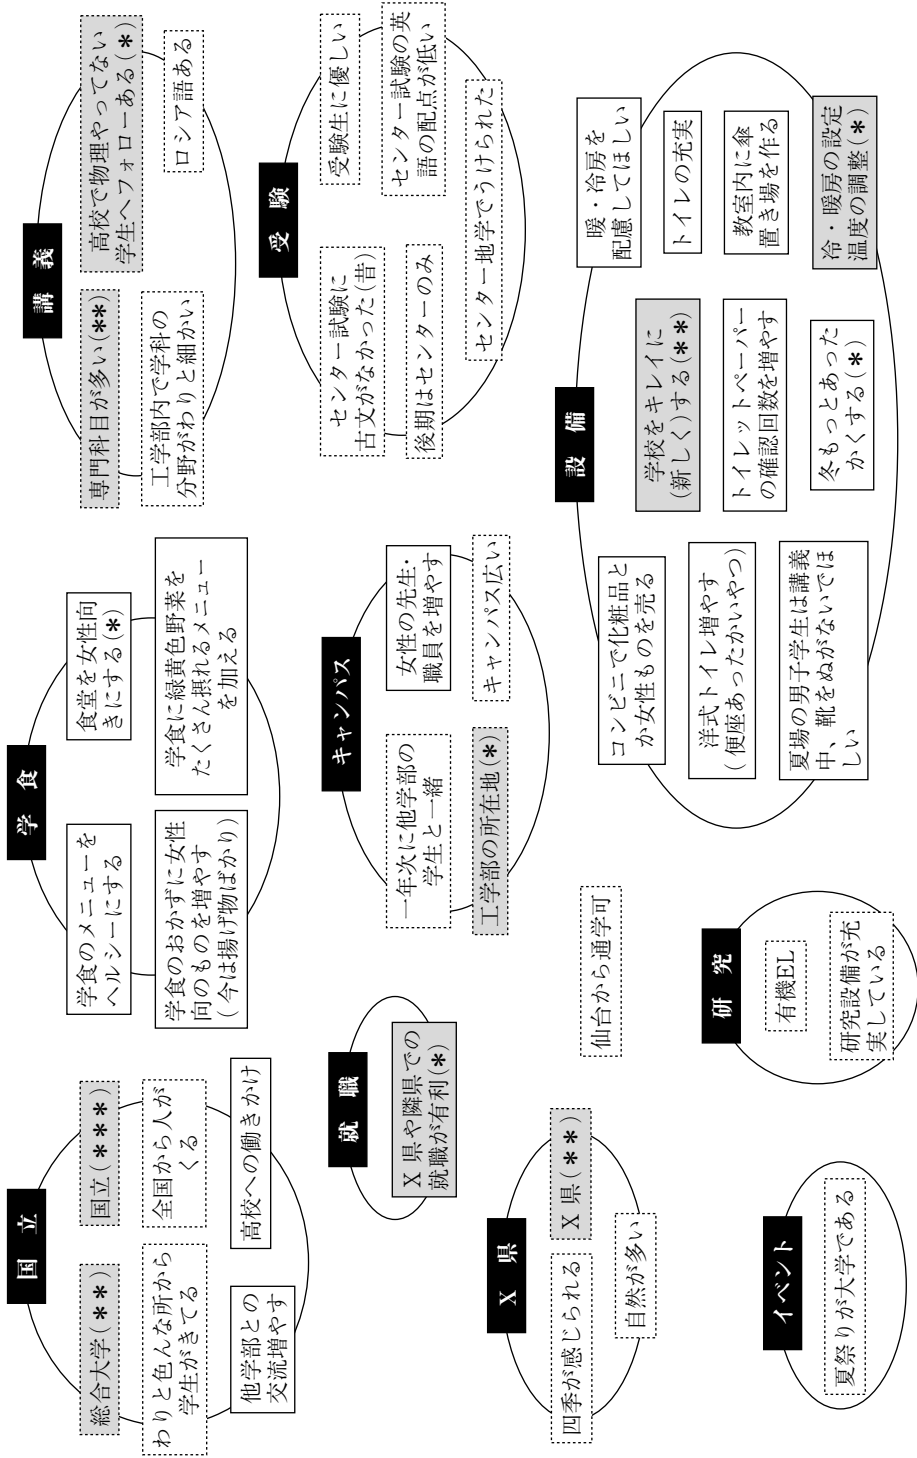 国　立
総合大学(＊＊)
国立(＊＊＊)
わりと色んな所から
学生がきてる
全国から人が
くる
他学部との
交流増やす
高校への働きかけ
学　食
学食のメニューを
ヘルシーにする
食堂を女性向
きにする(＊)
学食のおかずに女性
向のものを増やす
(今は揚げ物ばかり)
学食に緑黄色野菜を
たくさん摂れるメニュー
を加える
講　義
専門科目が多い(＊＊)
高校で物理やってない
学生へフォローある(＊)
工学部内で学科の
分野がわりと細かい
ロシア語ある
就　職
X 県や隣県での
就職が有利(＊)
キャンパス
一年次に他学部の
学生と一緒
女性の先生・
職員を増やす
工学部の所在地(＊)
キャンパス広い
受　験
センター試験に
古文がなかった(昔)
受験生に優しい
後期はセンターのみ
センター試験の英
語の配点が低い
センター地学でうけられた
X　県
四季が感じられる
X 県(＊＊)
自然が多い
仙台から通学可
設　備
コンビニで化粧品と
か女性ものを売る
学校をキレイに
(新しく)する(＊＊)
暖・冷房を
配慮してほしい
洋式トイレ増やす
(便座あったかいやつ)
トイレットペーパー
の確認回数を増やす
トイレの充実
教室内に傘
置き場を作る
夏場の男子学生は講義
中、靴をぬがないでほ
しい
冬もっとあった
かくする(＊)
冷・暖房の設定
温度の調整(＊)
イベント
夏祭りが大学である
研　究
有機EL
研究設備が充
実している